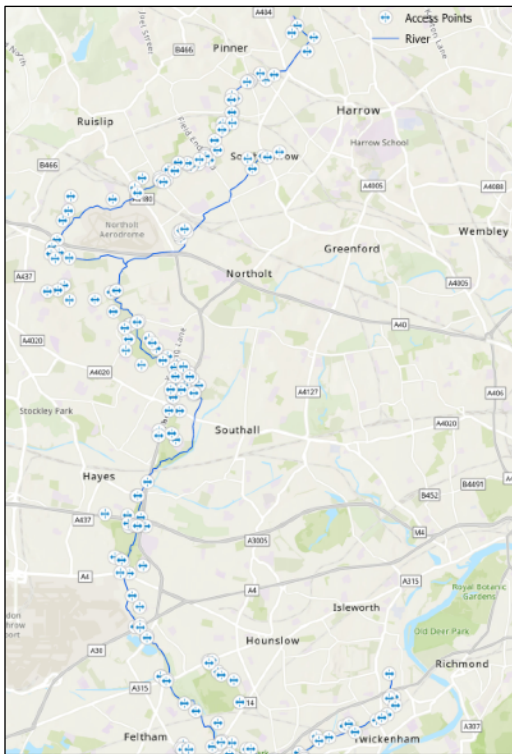 A404
Access Points
River
Joel Street
B466
Pinner
Harrow
Ruislip
Harrow School
B466
A4005
A4088
Wembley
Northolt
Aerodrome
Greenford
A437
Northolt
A4005
A40
A4020
A4020
A4127
A406
Stockley Park
Southall
A4020
Hayes
B4491
B452
A437
M4
A3005
A4
A315
A4
Royal Botanic
Gardens
Isleworth
Old Deer Park
Hounslow
A30
Richmond
A315
Feltham
A307